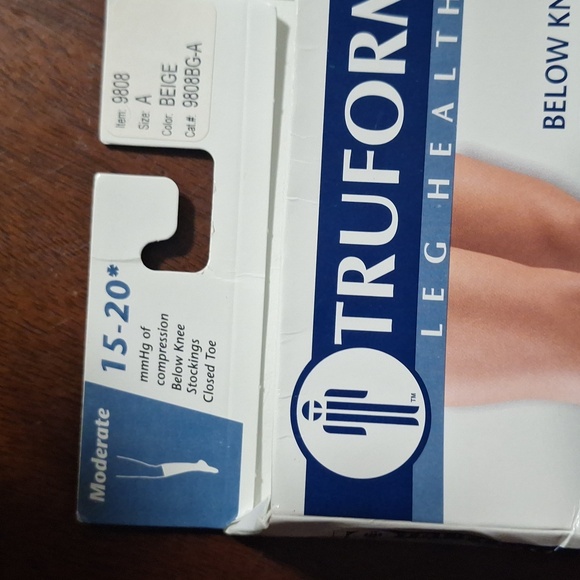 Item: 9808
Size: A
Color: BEIGE
Cat.#: 9808BG-A
15-20*
mmHg of
compression
Below Knee
Stockings
Closed Toe
Moderate
TRUFORM
LEG HEALTH
TM
BELOW KN